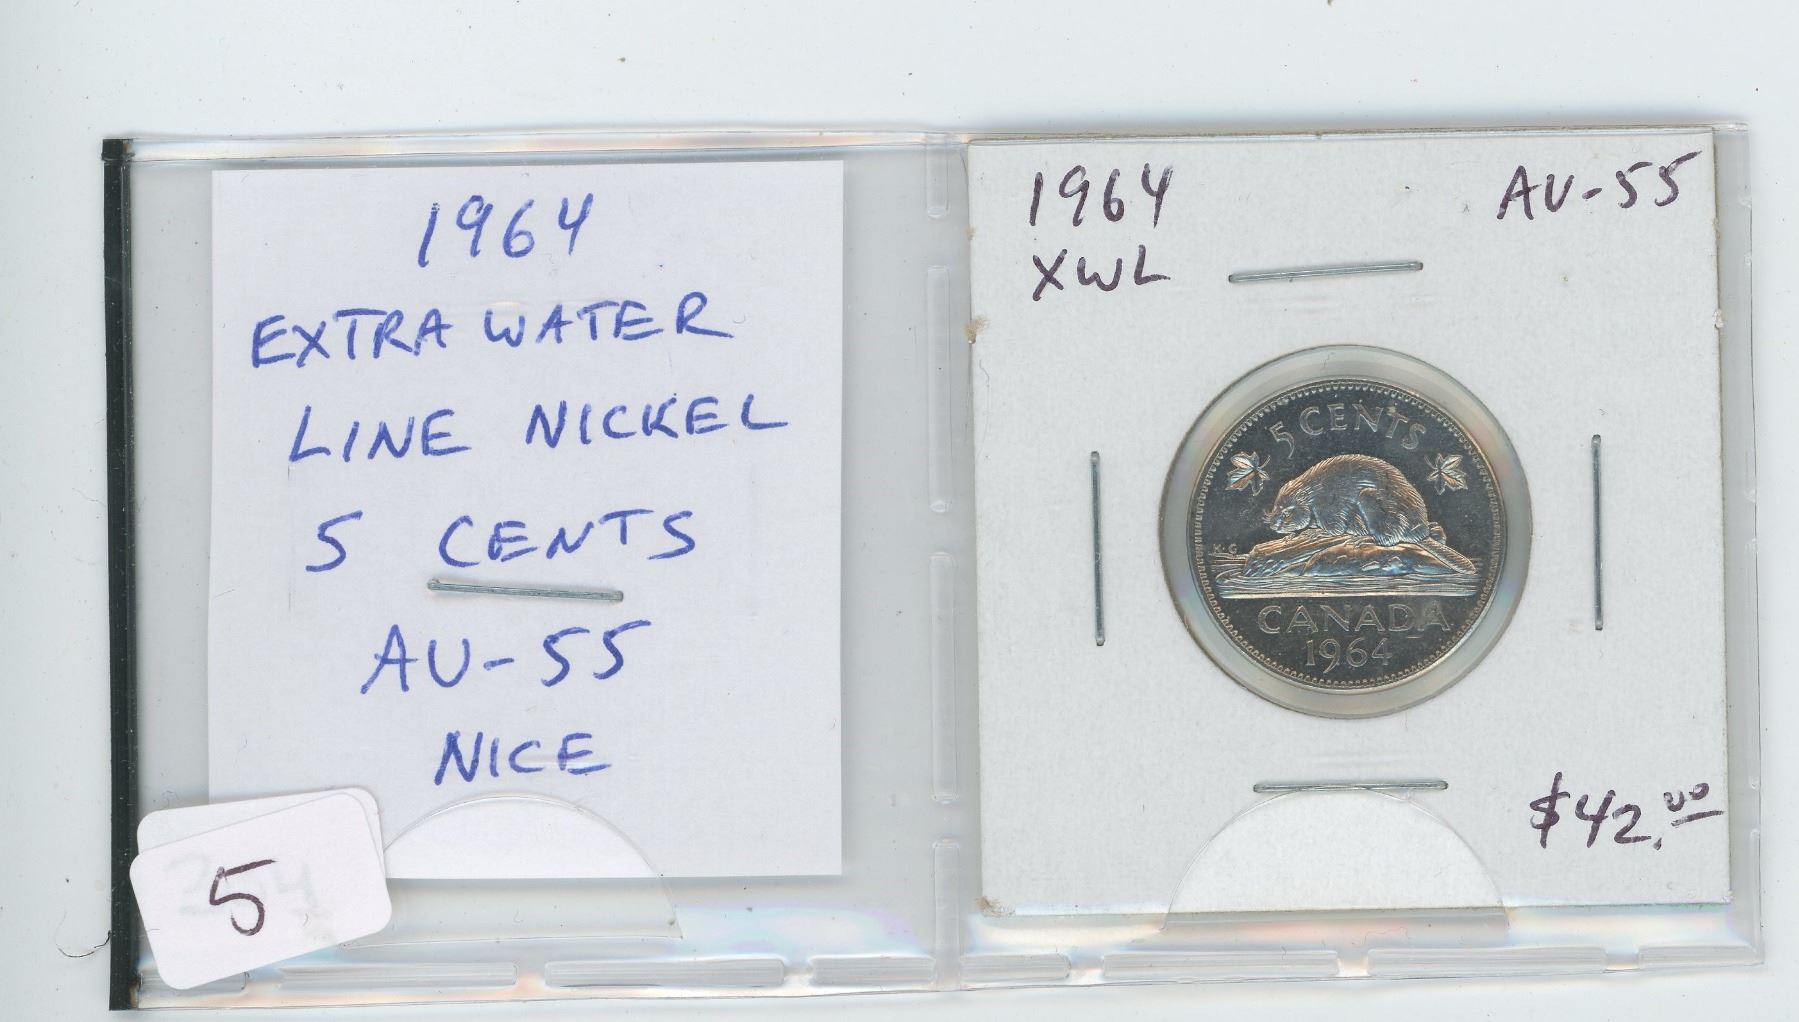 1964
EXTRA WATER
LINE NICKEL
5 CENTS
AU-55
NICE
5
1964 AU-55
XWL
5 CENTS
K·G
CANADA
1964
$42.00